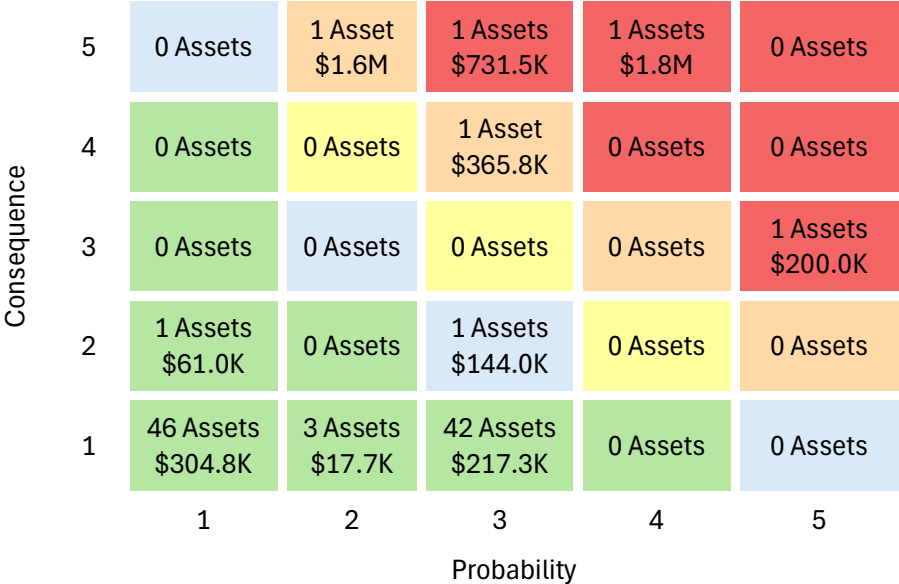 Consequence
5
0 Assets
1 Asset
$1.6M
1 Assets
$731.5K
1 Assets
$1.8M
0 Assets
4
0 Assets
0 Assets
1 Asset
$365.8K
0 Assets
0 Assets
3
0 Assets
0 Assets
0 Assets
0 Assets
1 Assets
$200.0K
2
1 Assets
$61.0K
0 Assets
1 Assets
$144.0K
0 Assets
0 Assets
1
46 Assets
$304.8K
3 Assets
$17.7K
42 Assets
$217.3K
0 Assets
0 Assets
1
2
3
4
5
Probability